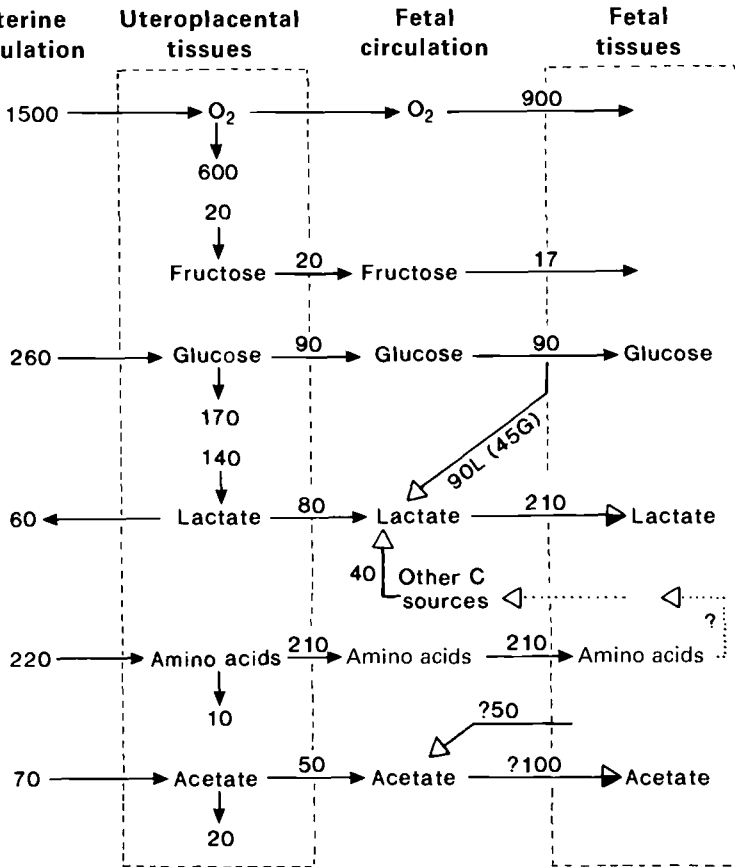 terine Uteroplacental Fetal Fetal
ulation tissues circulation tissues
1500 O₂ O₂ 900
600
20
Fructose 20 Fructose 17
260 Glucose 90 Glucose 90 Glucose
170
90L (45G)
140
60 Lactate 80 Lactate 210 Lactate
40 Other C
sources
?
220 Amino acids 210 Amino acids 210 Amino acids
10
?50
70 Acetate 50 Acetate ?100 Acetate
20